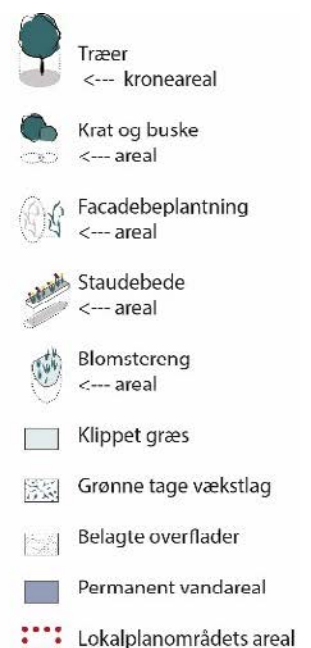 Træer
<--- kroneareal
Krat og buske
<--- areal
Facadebeplantning
<--- areal
Staudebede
<--- areal
Blomstereng
<--- areal
Klippet græs
Grønne tage vækstlag
Belagte overflader
Permanent vandareal
Lokalplanområdets areal